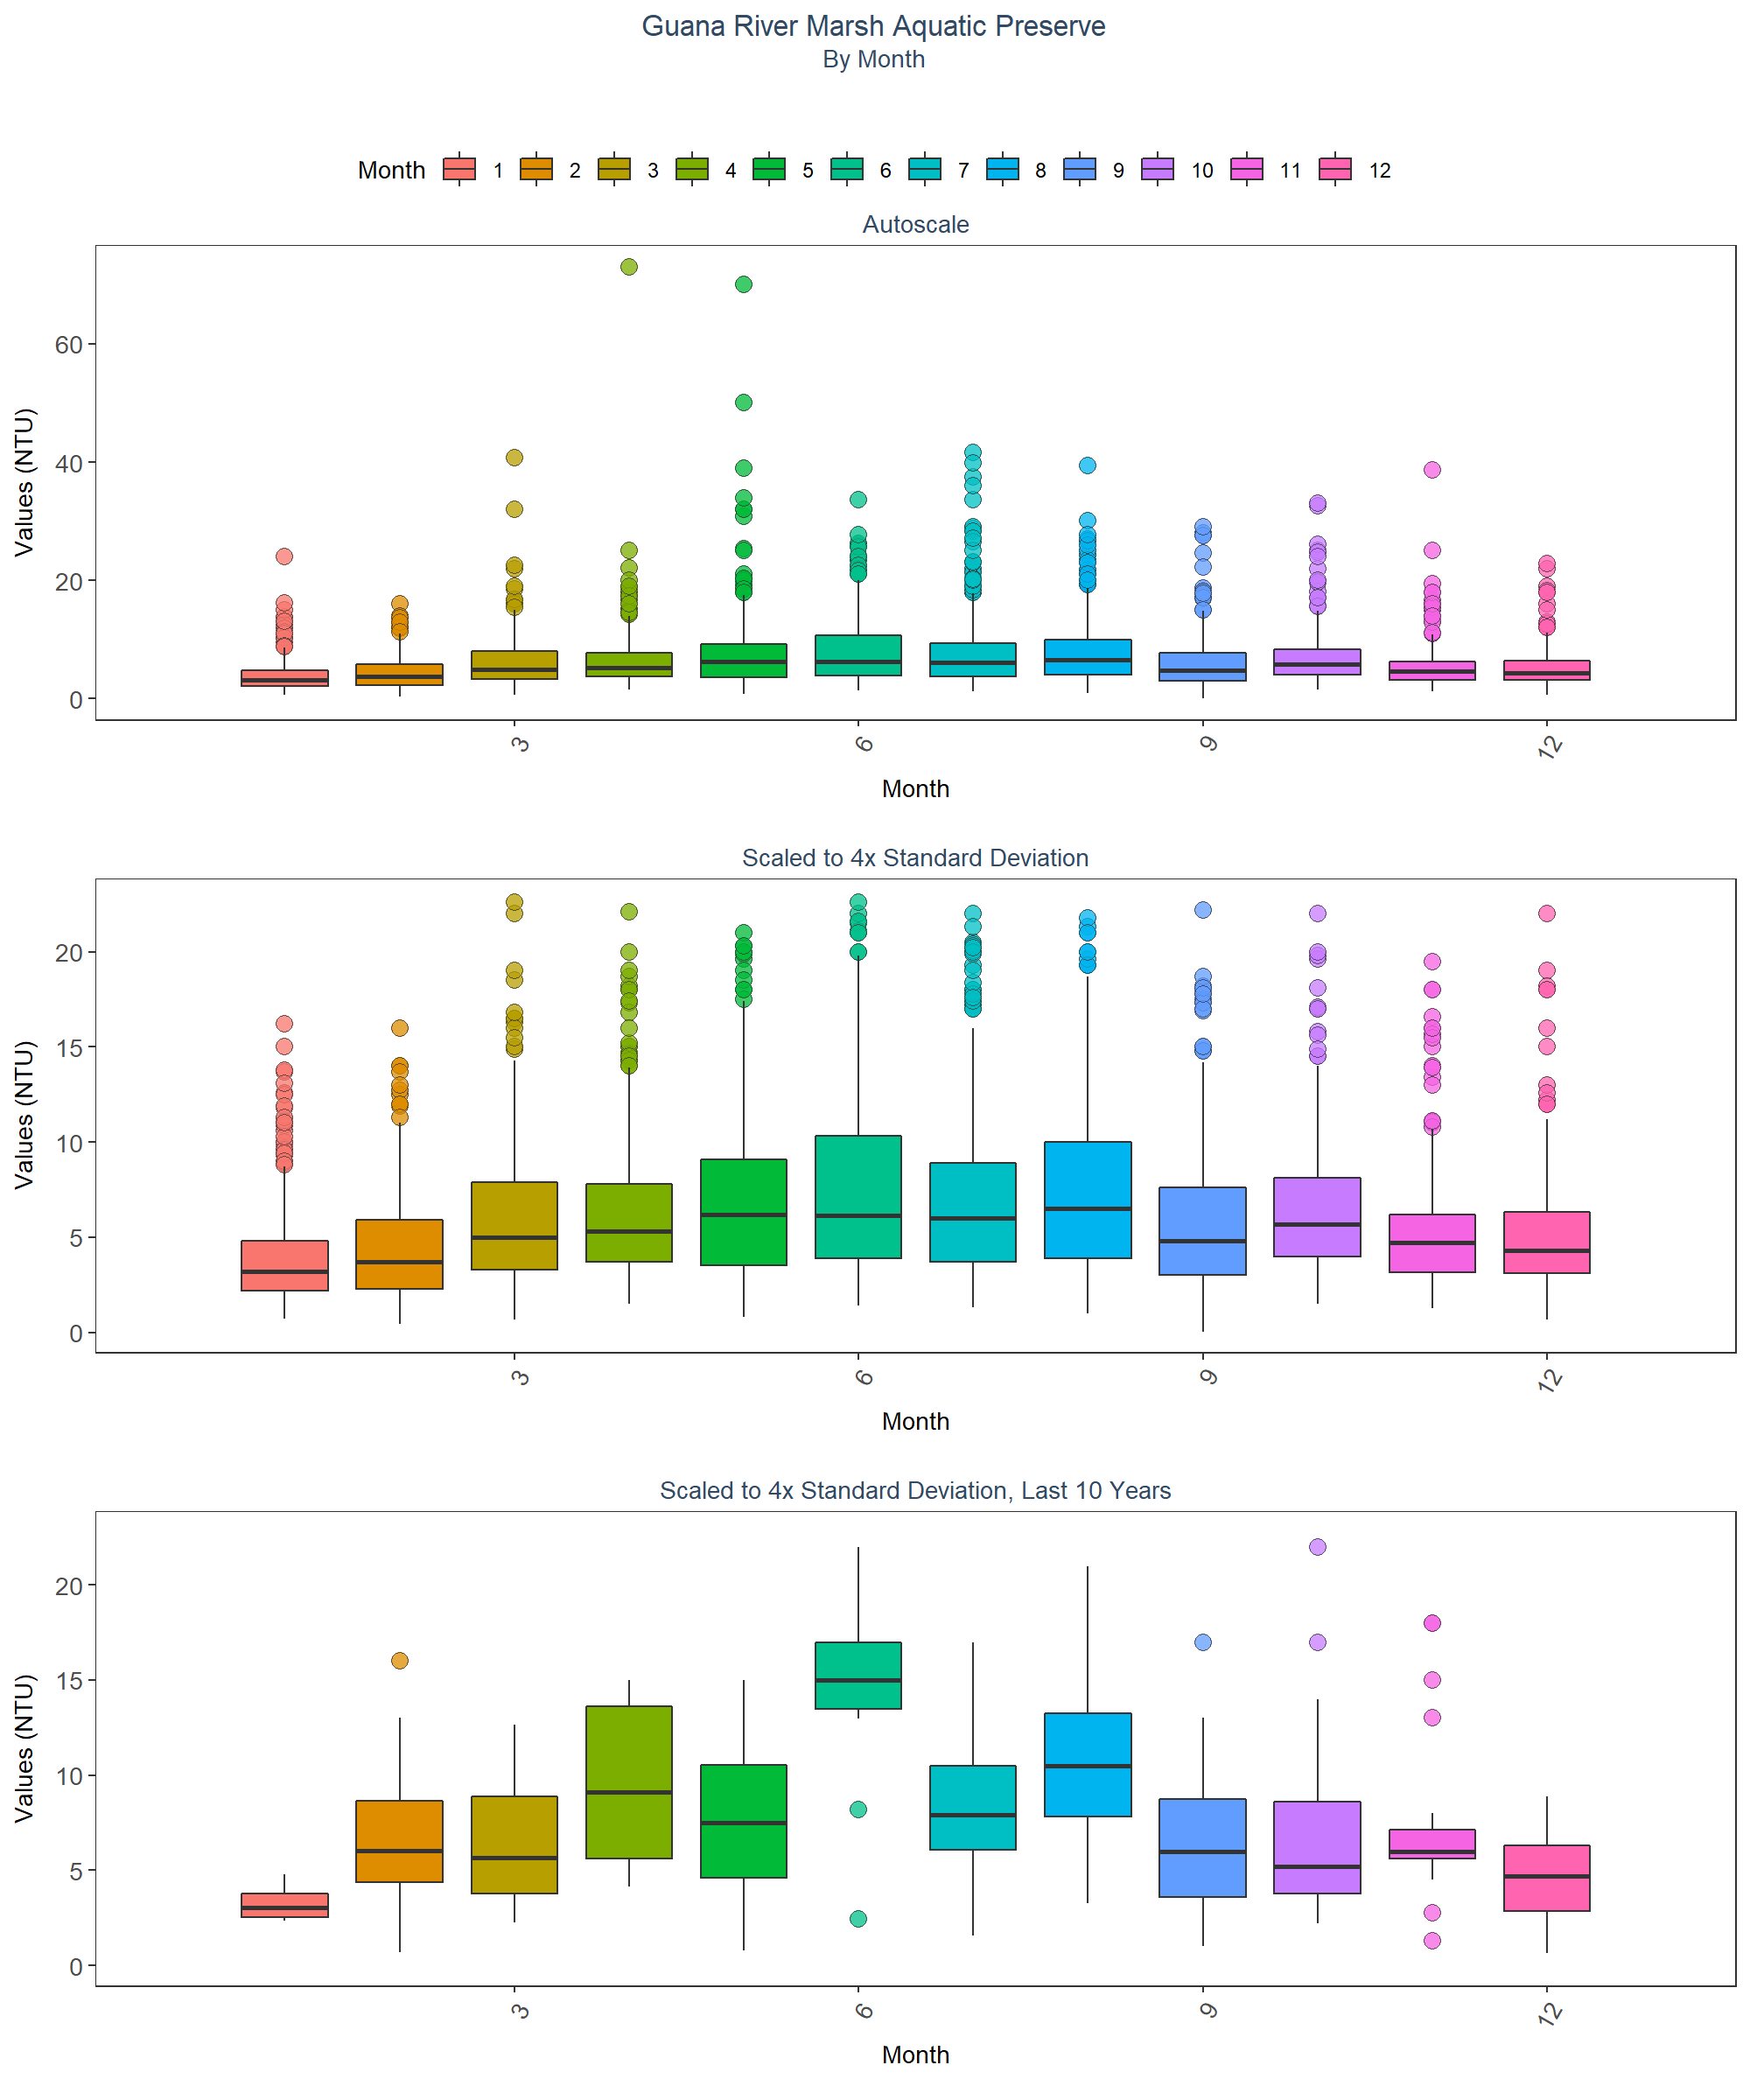 Guana River Marsh Aquatic Preserve
By Month
Month 1 2 3 4 5 6 7 8 9 10 11 12
Autoscale
Values (NTU)
60
40
20
0
3 6 9 12
Month
Scaled to 4x Standard Deviation
Values (NTU)
20
15
10
5
0
3 6 9 12
Month
Scaled to 4x Standard Deviation, Last 10 Years
Values (NTU)
20
15
10
5
0
3 6 9 12
Month